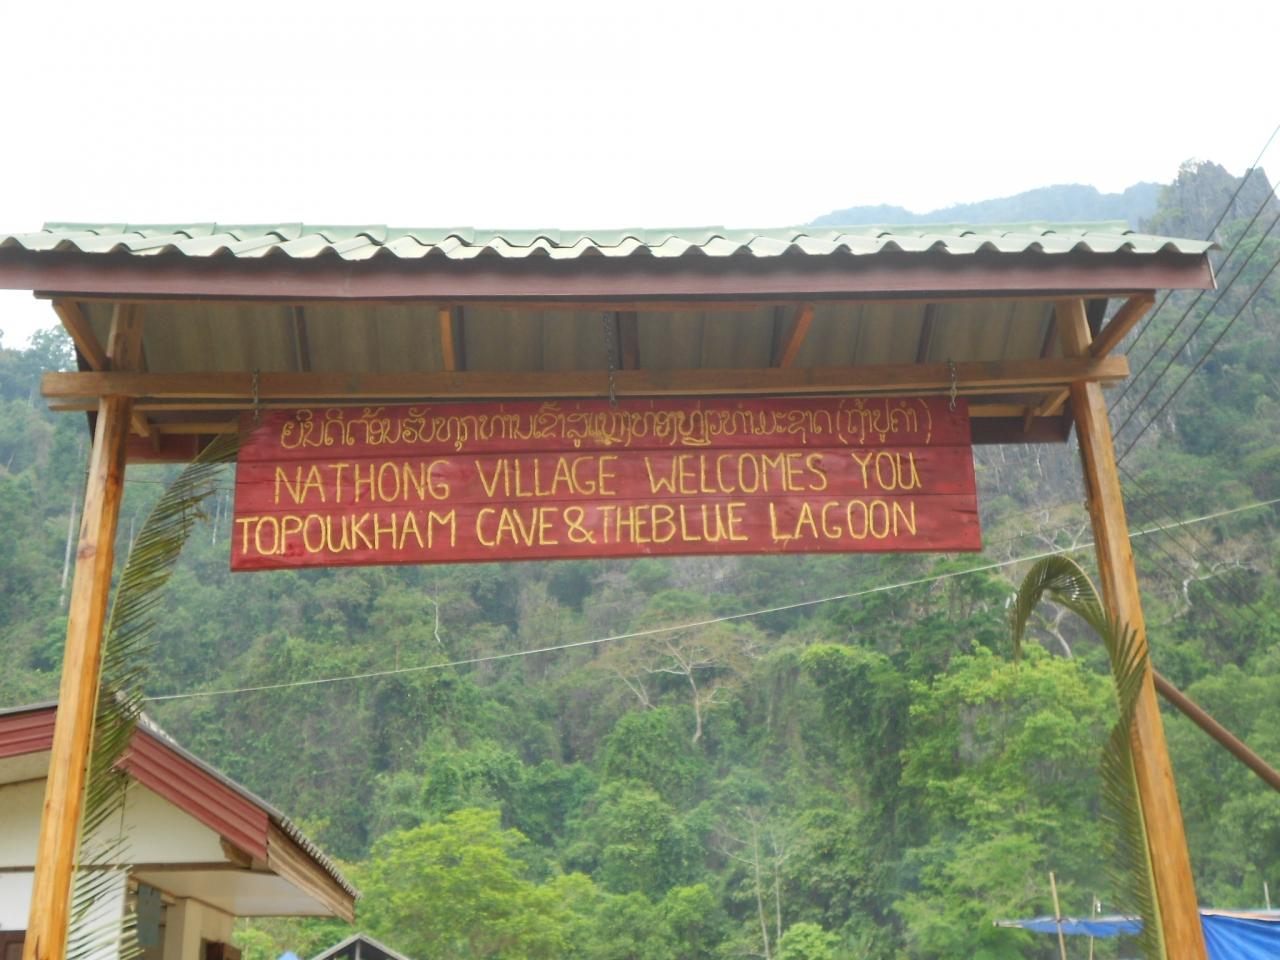 ຍິນດີຕ້ອນຮັບທຸກທ່ານເຂົ້າສູ່ແຫຼ່ງທ່ອງທ່ຽວທຳມະຊາດ(ຖ້ຳປູຄຳ)
NATHONG VILLAGE WELCOMES YOU
TO.POUKHAM CAVE & THEBLUE LAGOON